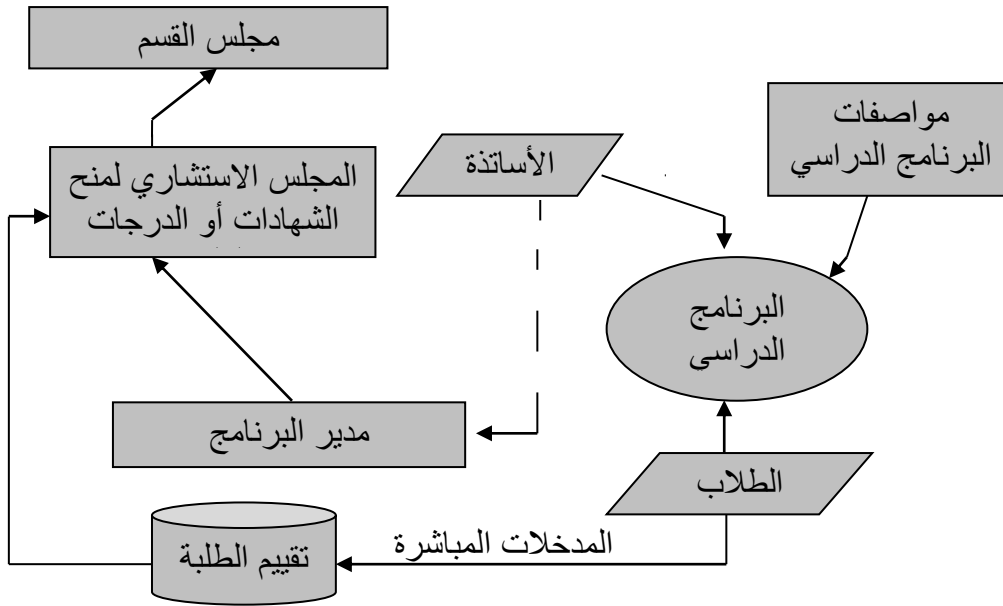 مجلس القسم
مواصفات
البرنامج الدراسي
الأساتذة
المجلس الاستشاري لمنح
الشهادات أو الدرجات
البرنامج
الدراسي
مدير البرنامج
الطلاب
المدخلات المباشرة
تقييم الطلبة